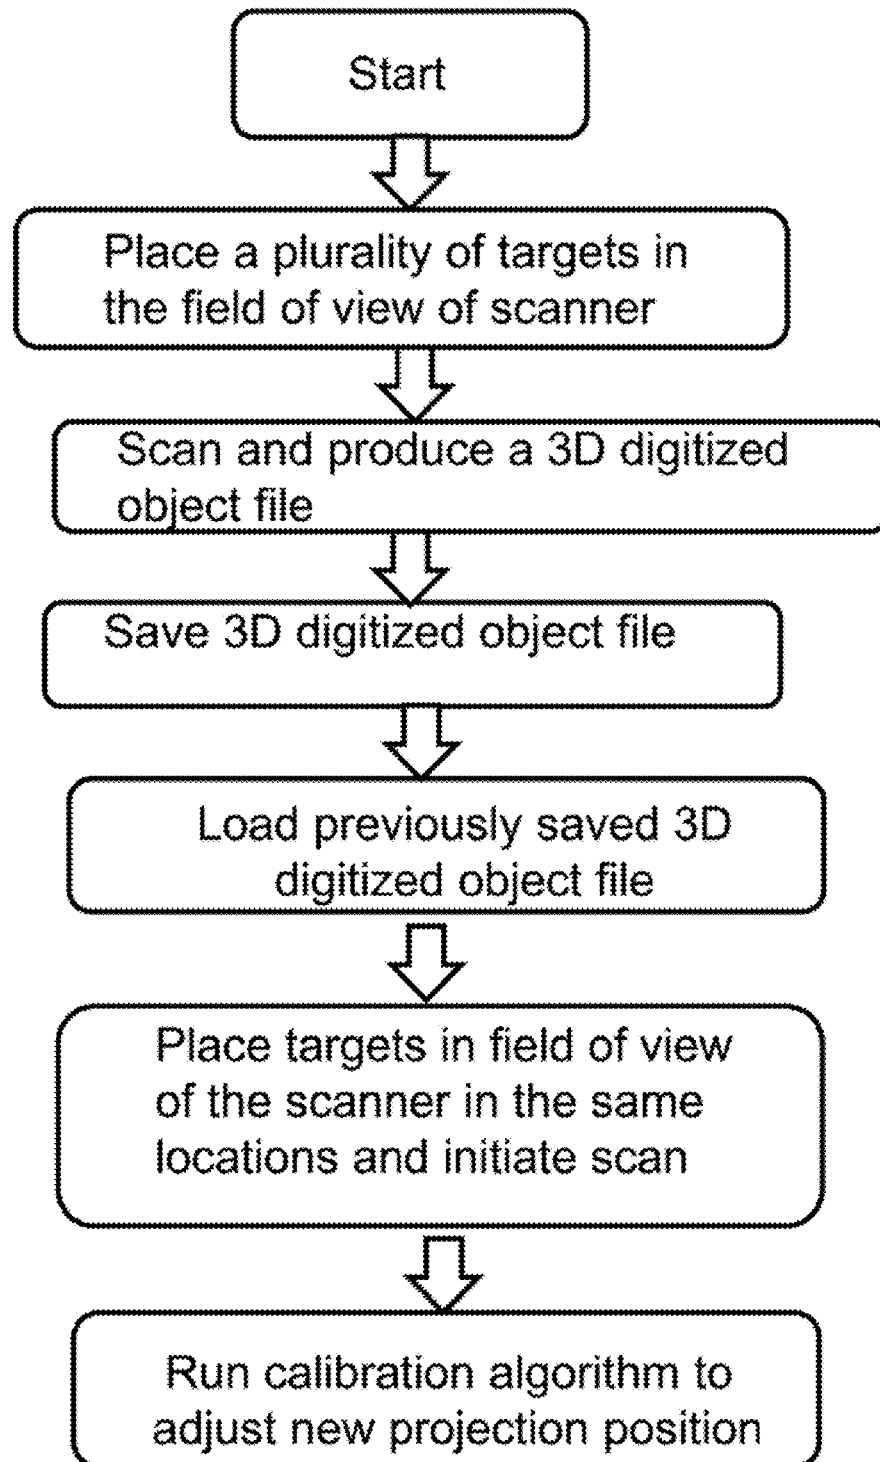 Start
Place a plurality of targets in
the field of view of scanner
Scan and produce a 3D digitized
object file
Save 3D digitized object file
Load previously saved 3D
digitized object file
Place targets in field of view
of the scanner in the same
locations and initiate scan
Run calibration algorithm to
adjust new projection position